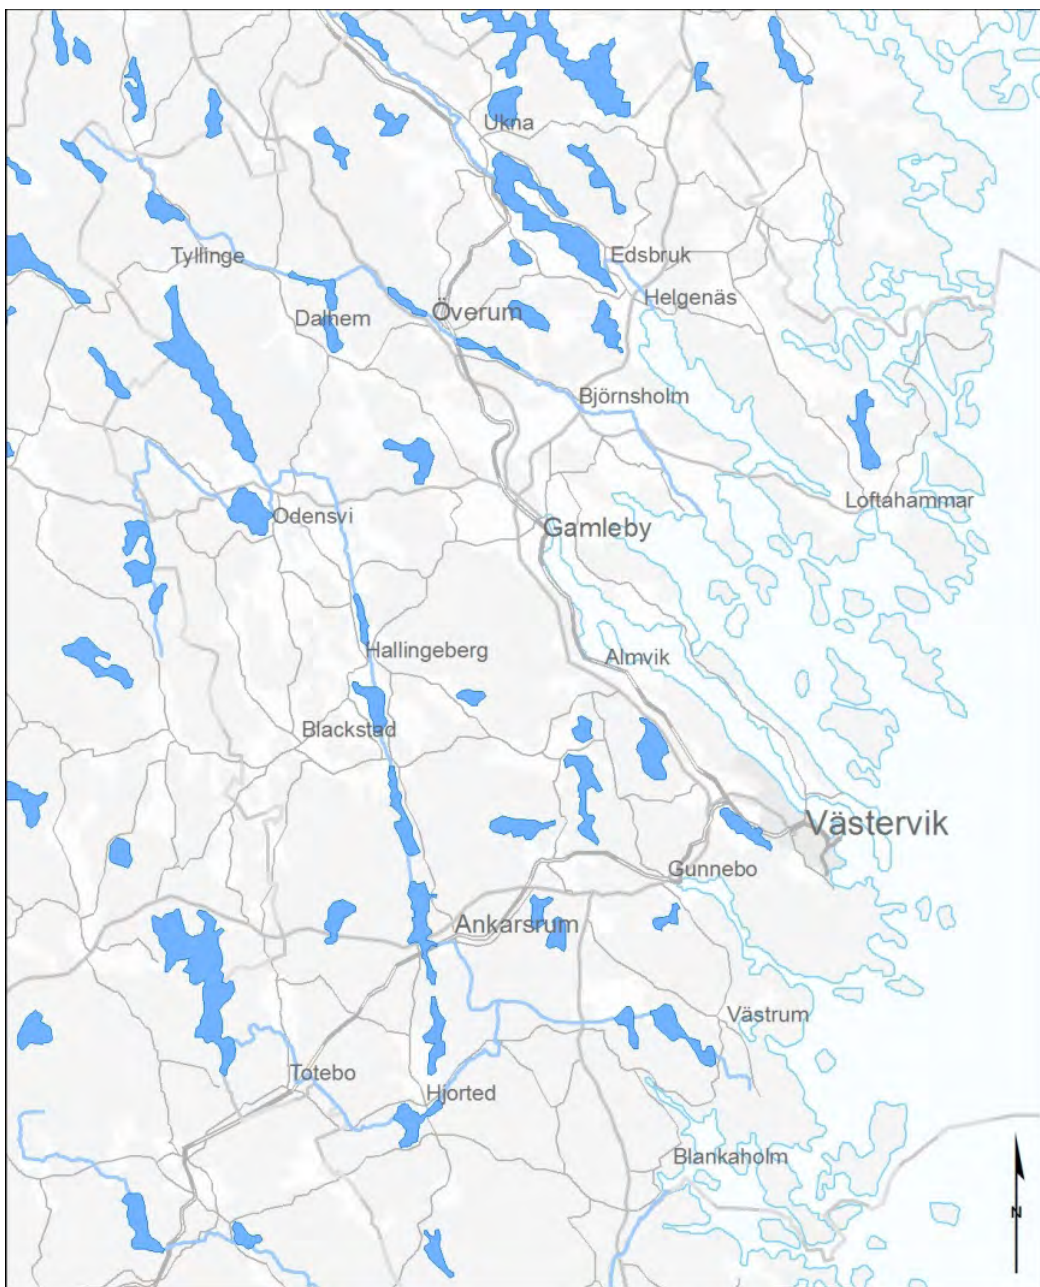 Ukna
Edsbruk
Tyllinge
Helgenäs
Överum
Dalhem
Björnsholm
Loftahammar
Odensvi
Gamleby
Hallingeberg
Almvik
Blackstad
Västervik
Gunnebo
Ankarsrum
Västrum
Totebo
Hjorted
Blankaholm
N